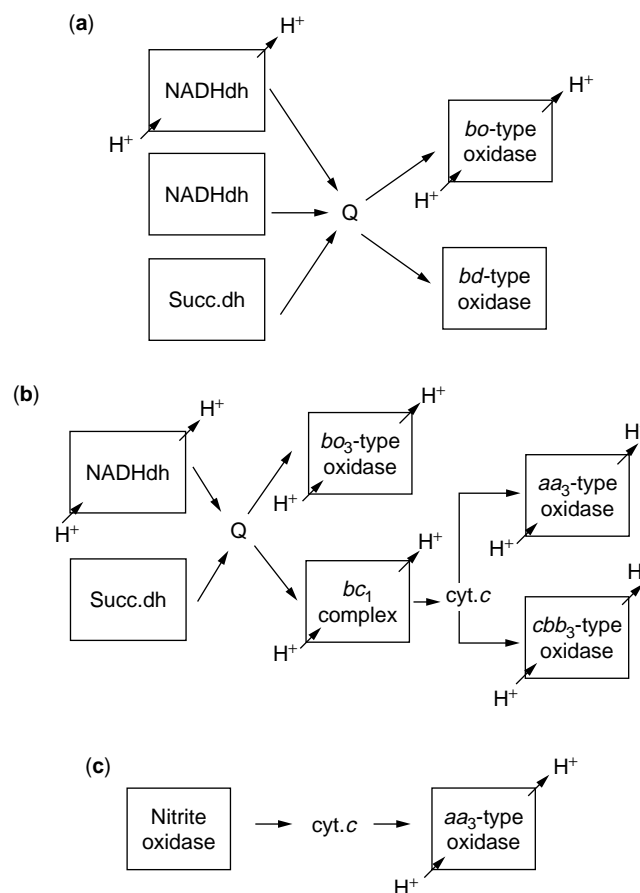 (a)
H⁺
NADHdh
H⁺
H⁺
bo-type
oxidase
H⁺
NADHdh
Q
Succ.dh
bd-type
oxidase
(b)
H⁺
NADHdh
H⁺
H⁺
bo₃-type
oxidase
H⁺
Q
H
aa₃-type
oxidase
H⁺
Succ.dh
H⁺
bc₁
complex
H⁺
cyt.c
H
cbb₃-type
oxidase
H⁺
(c)
Nitrite
oxidase
cyt.c
H⁺
aa₃-type
oxidase
H⁺